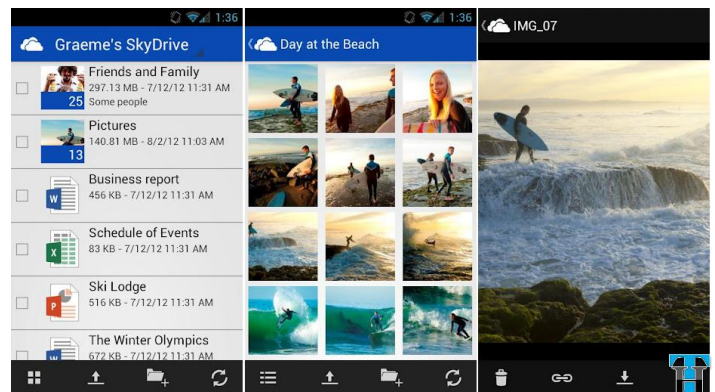 1:36
Graeme's SkyDrive
Friends and Family
297.13 MB - 7/12/12 11:31 AM
25
Some people
Pictures
140.81 MB - 8/2/12 11:03 AM
13
Business report
W
456 KB - 7/12/12 11:31 AM
Schedule of Events
X
83 KB - 7/12/12 11:31 AM
Ski Lodge
P
516 KB - 7/12/12 11:31 AM
The Winter Olympics
W
672 KB - 7/12/12 11:31 AM
1:36
Day at the Beach
IMG_07